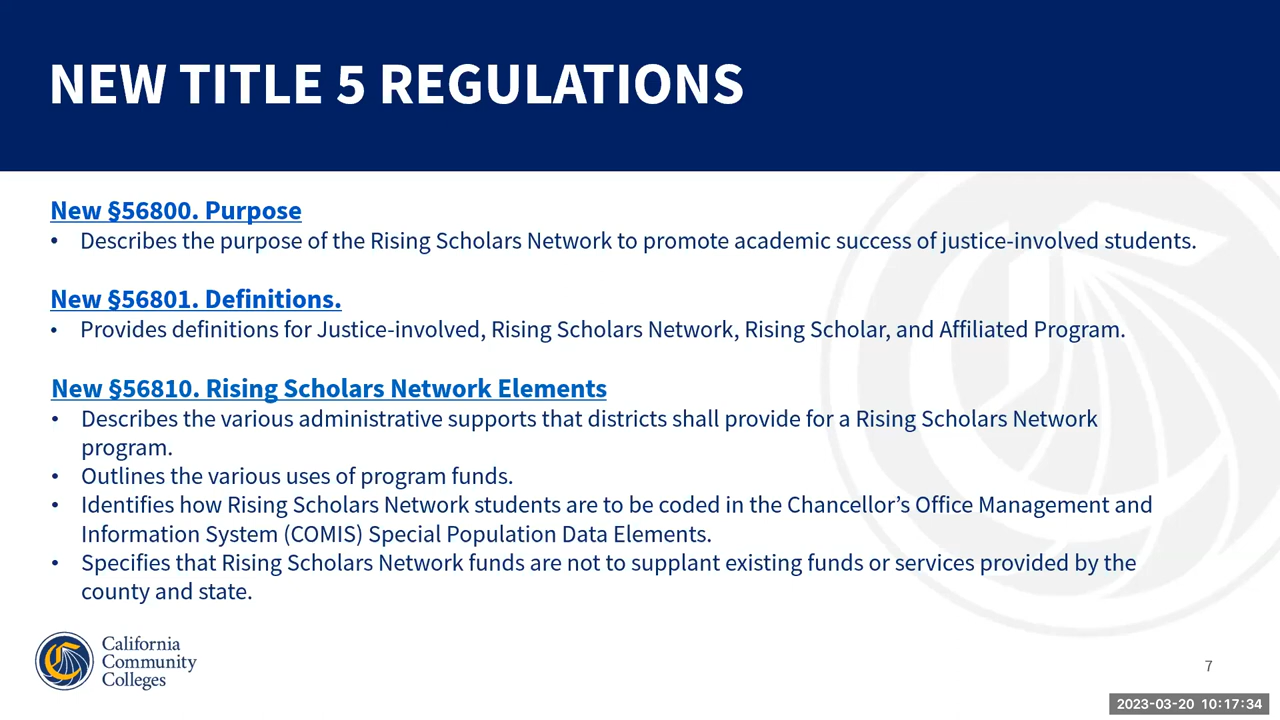 NEW TITLE 5 REGULATIONS
New §56800. Purpose
• Describes the purpose of the Rising Scholars Network to promote academic success of justice-involved students.
New §56801. Definitions.
• Provides definitions for Justice-involved, Rising Scholars Network, Rising Scholar, and Affiliated Program.
New §56810. Rising Scholars Network Elements
• Describes the various administrative supports that districts shall provide for a Rising Scholars Network
program.
• Outlines the various uses of program funds.
• Identifies how Rising Scholars Network students are to be coded in the Chancellor’s Office Management and
Information System (COMIS) Special Population Data Elements.
• Specifies that Rising Scholars Network funds are not to supplant existing funds or services provided by the
county and state.
California
Community
Colleges
7
2023-03-20 10:17:34